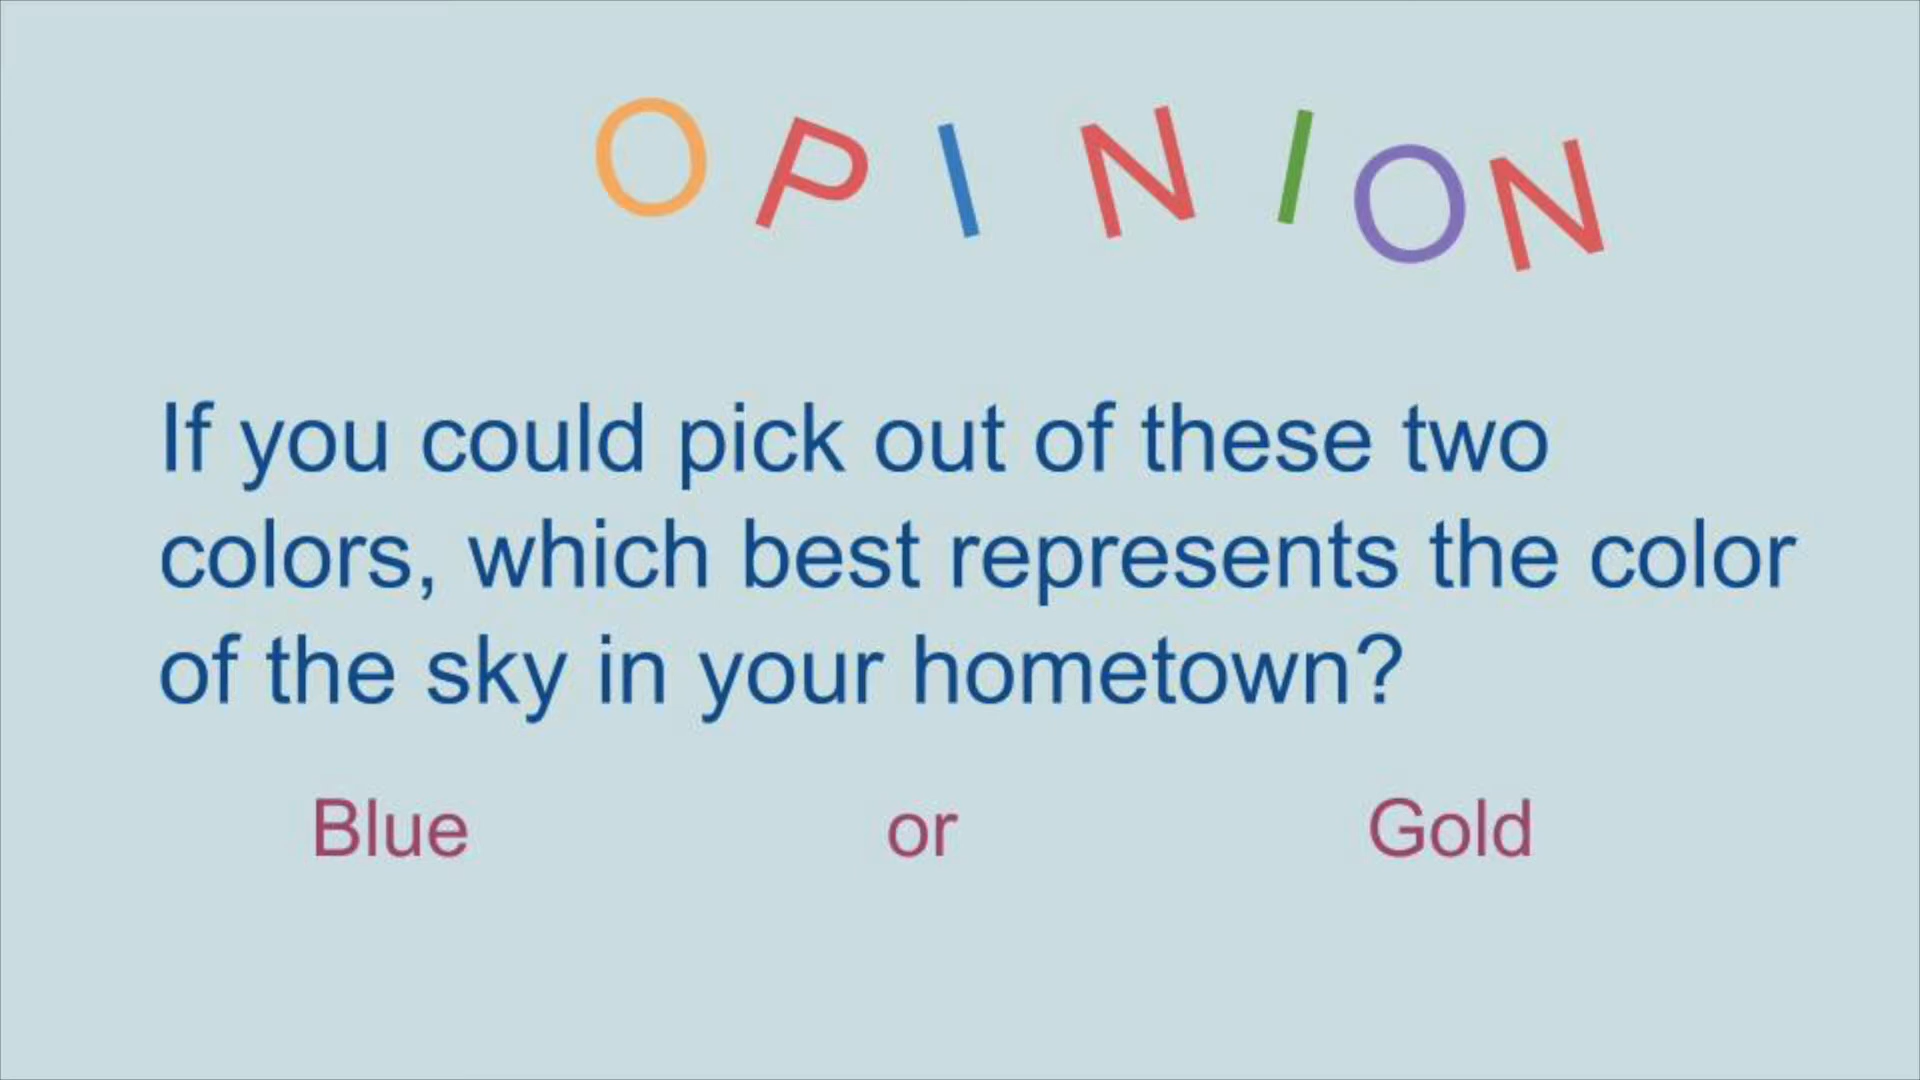 OPINION
If you could pick out of these two
colors, which best represents the color
of the sky in your hometown?
Blue or Gold